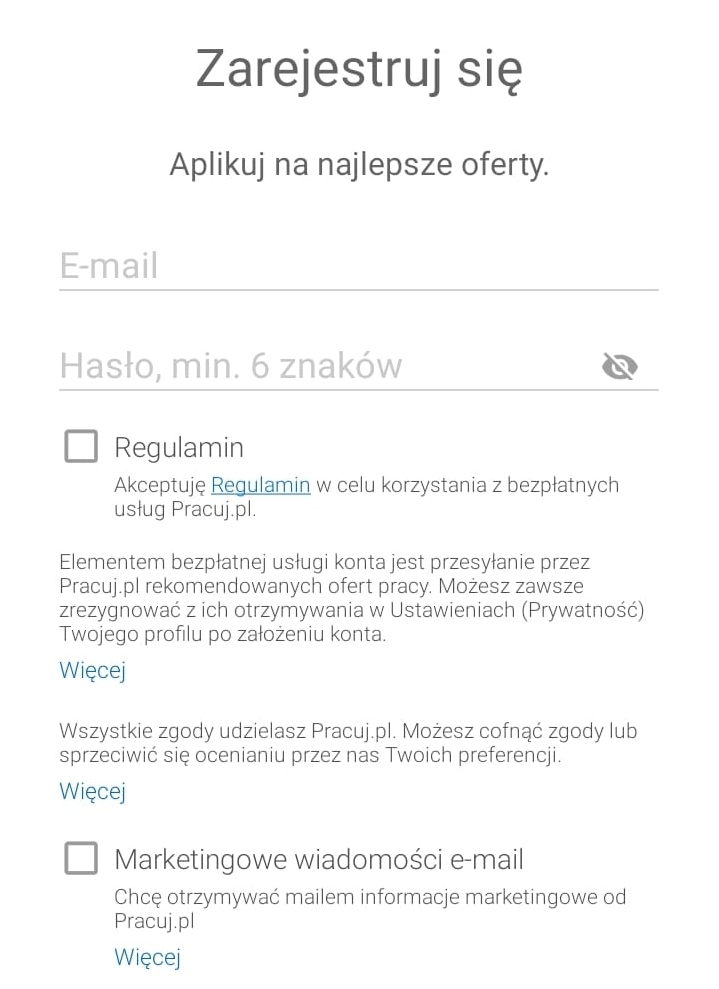 Zarejestruj się
Aplikuj na najlepsze oferty.
E-mail
Hasło, min. 6 znaków
Regulamin
Akceptuję Regulamin w celu korzystania z bezpłatnych
usług Pracuj.pl.
Elementem bezpłatnej usługi konta jest przesyłanie przez
Pracuj.pl rekomendowanych ofert pracy. Możesz zawsze
zrezygnować z ich otrzymywania w Ustawieniach (Prywatność)
Twojego profilu po założeniu konta.
Więcej
Wszystkie zgody udzielasz Pracuj.pl. Możesz cofnąć zgody lub
sprzeciwić się ocenianiu przez nas Twoich preferencji.
Więcej
Marketingowe wiadomości e-mail
Chcę otrzymywać mailem informacje marketingowe od
Pracuj.pl
Więcej